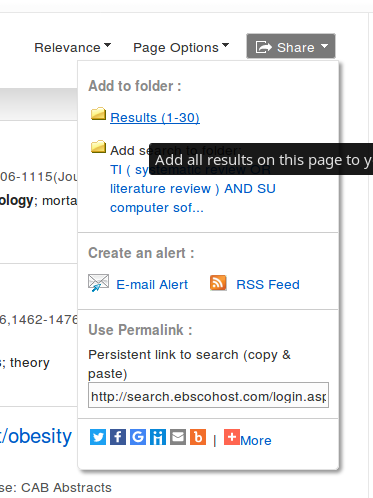 Relevance Page Options Share
Add to folder :
Results (1-30)
Add search to folder:
Add all results on this page to y
TI ( systematic review OR
literature review ) AND SU
computer sof...
06-1115(Jou
ology; morta
Create an alert :
E-mail Alert RSS Feed
6,1462-1476
Use Permalink :
Persistent link to search (copy &
paste)
s; theory
http://search.ebscohost.com/login.asp
t/obesity
| More
se: CAB Abstracts